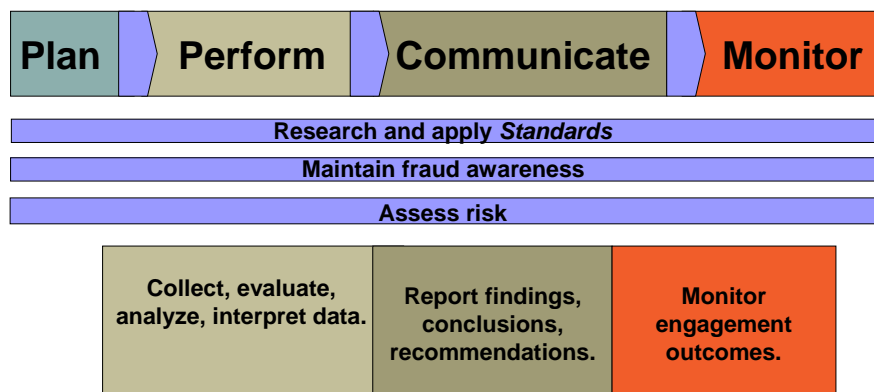 Plan
Perform
Communicate
Monitor
Research and apply Standards
Maintain fraud awareness
Assess risk
Collect, evaluate,
analyze, interpret data.
Report findings,
conclusions,
recommendations.
Monitor
engagement
outcomes.